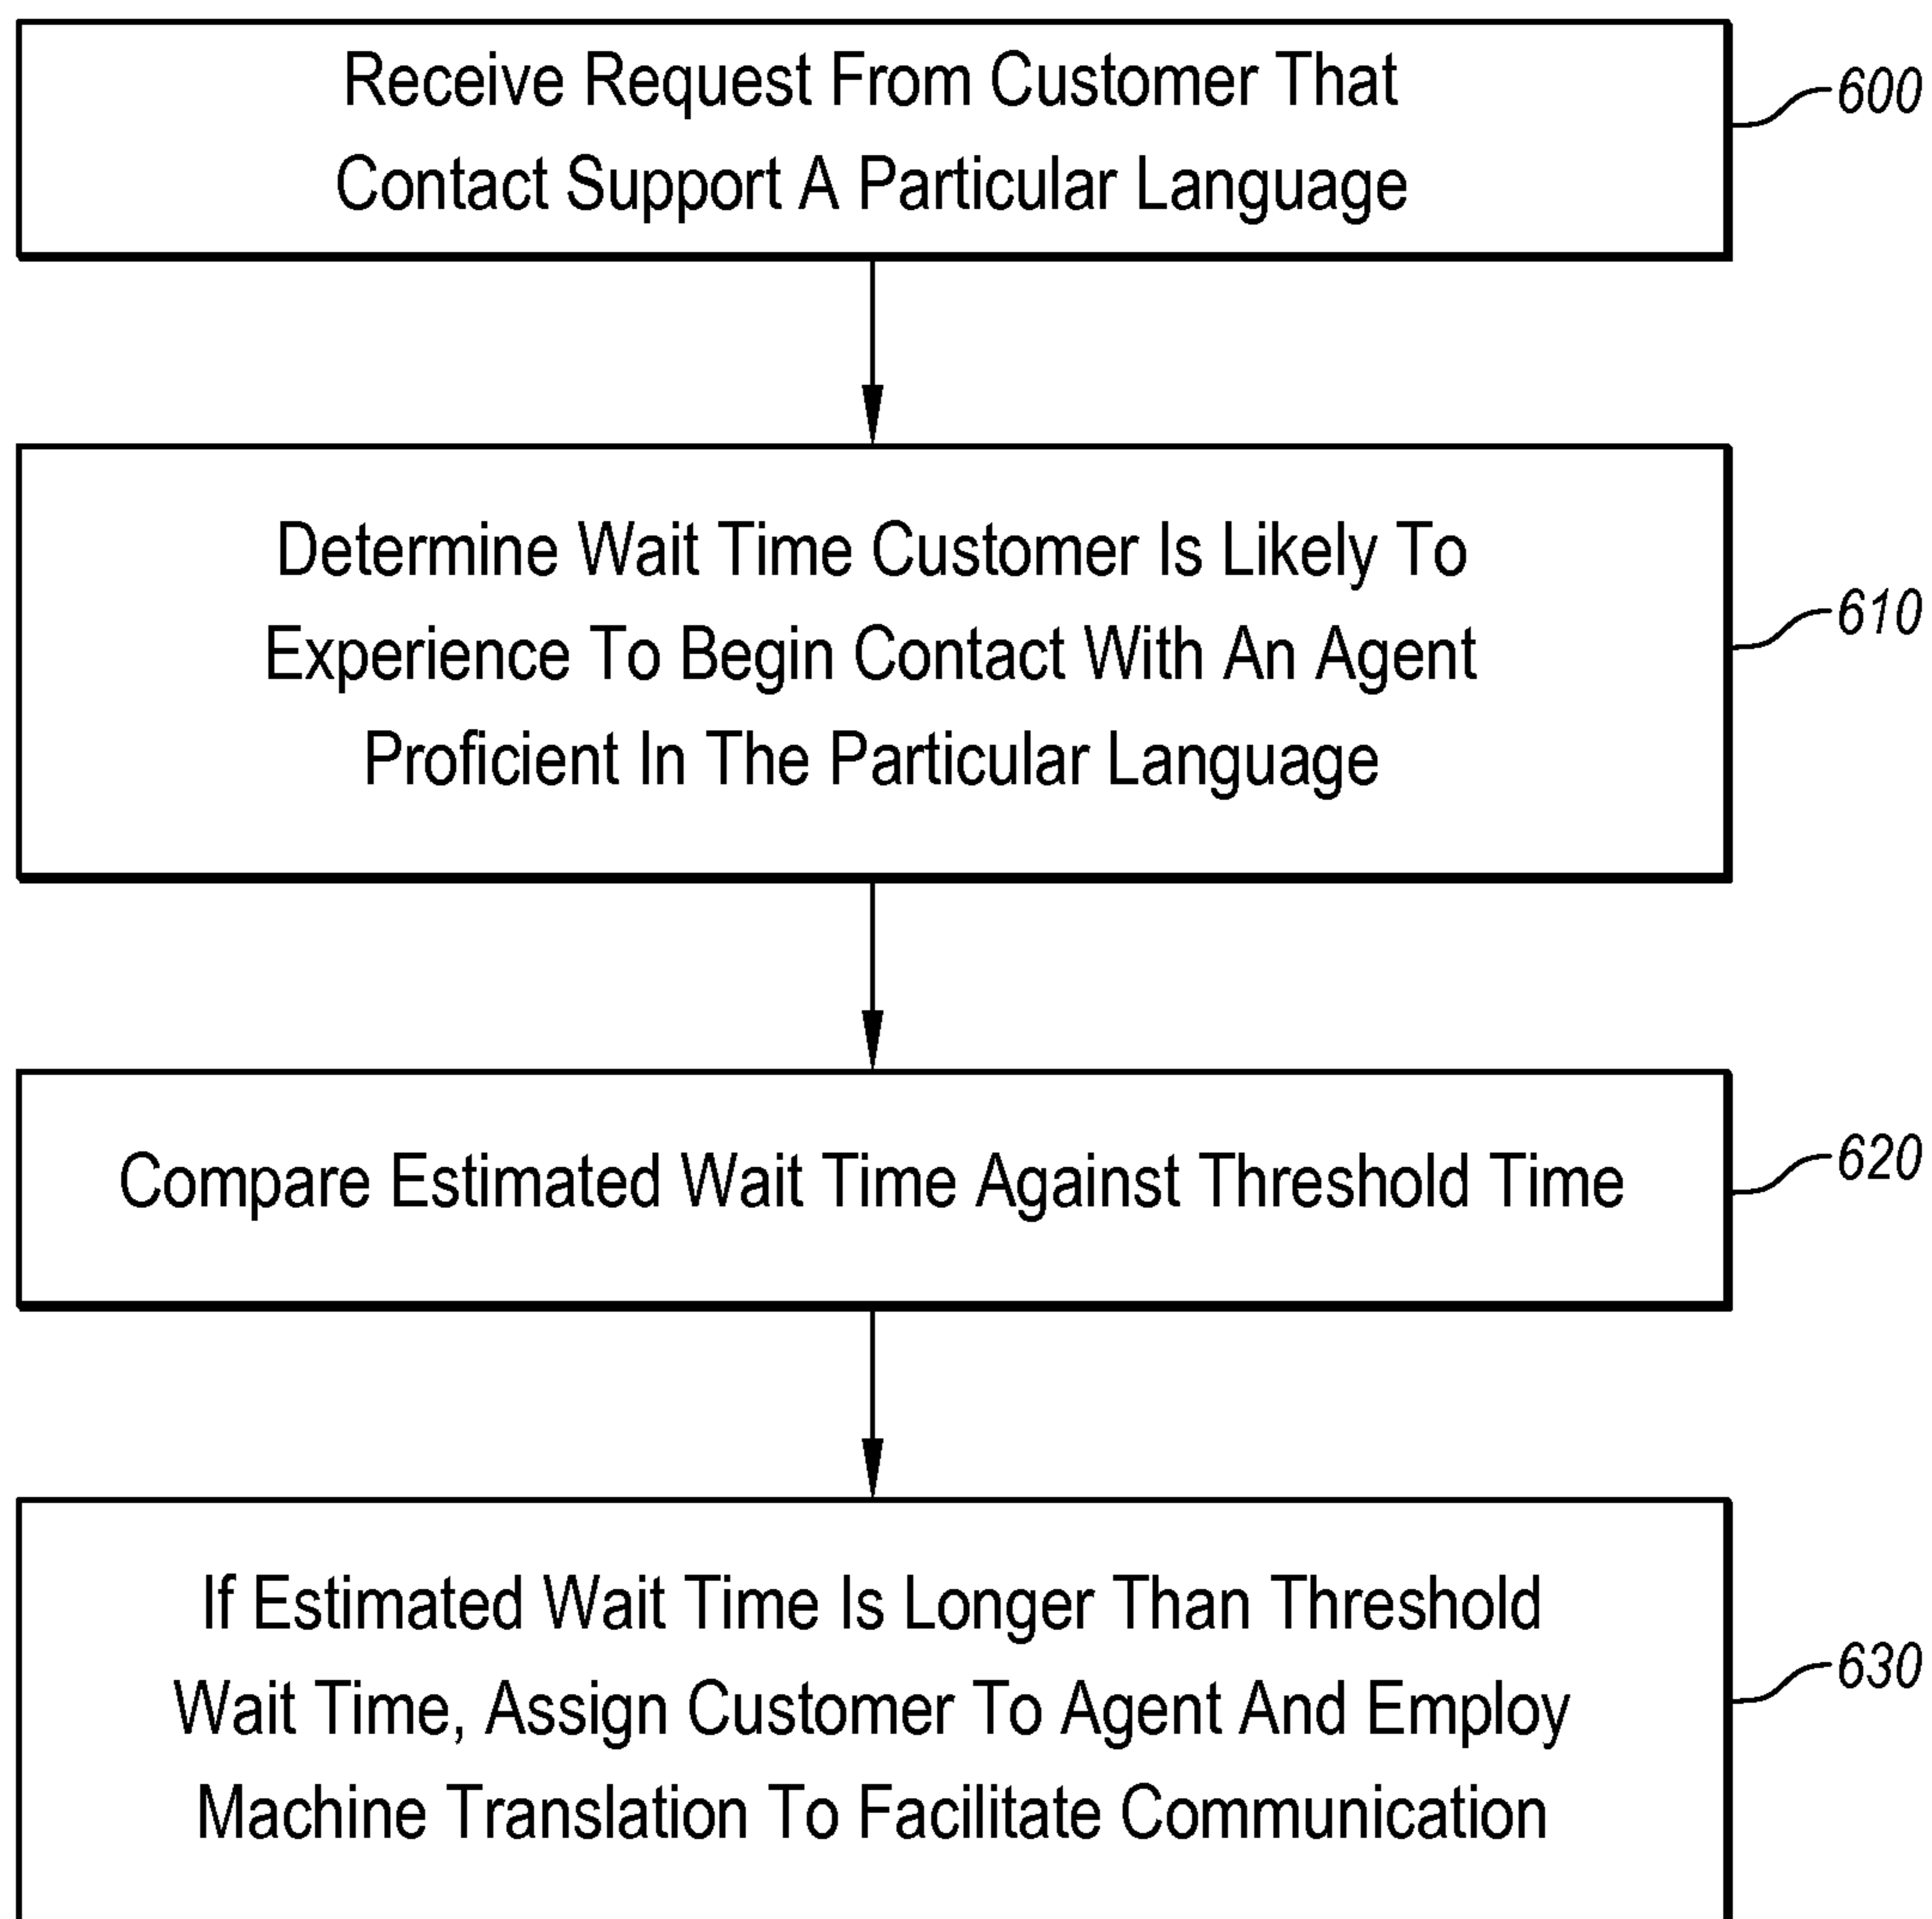 Receive Request From Customer That
Contact Support A Particular Language
600
Determine Wait Time Customer Is Likely To
Experience To Begin Contact With An Agent
Proficient In The Particular Language
610
Compare Estimated Wait Time Against Threshold Time
620
If Estimated Wait Time Is Longer Than Threshold
Wait Time, Assign Customer To Agent And Employ
Machine Translation To Facilitate Communication
630